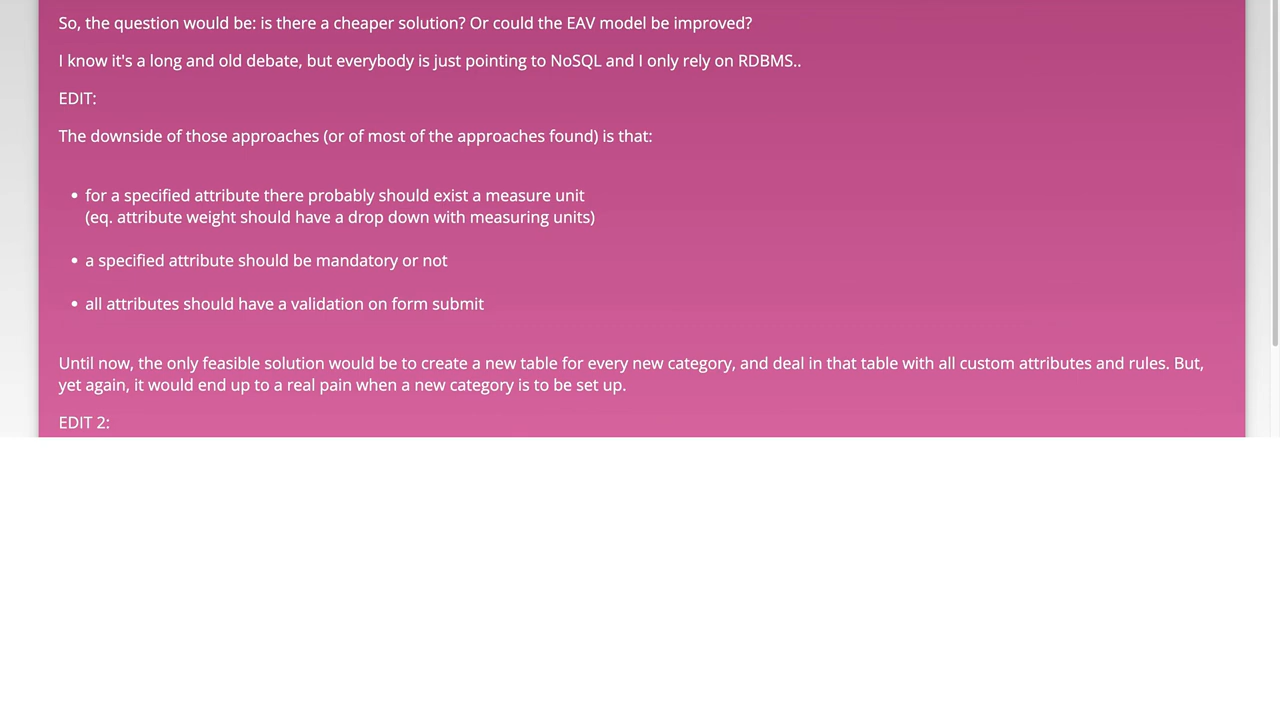 So, the question would be: is there a cheaper solution? Or could the EAV model be improved?
I know it's a long and old debate, but everybody is just pointing to NoSQL and I only rely on RDBMS..
EDIT:
The downside of those approaches (or of most of the approaches found) is that:
• for a specified attribute there probably should exist a measure unit
(eq. attribute weight should have a drop down with measuring units)
• a specified attribute should be mandatory or not
• all attributes should have a validation on form submit
Until now, the only feasible solution would be to create a new table for every new category, and deal in that table with all custom attributes and rules. But,
yet again, it would end up to a real pain when a new category is to be set up.
EDIT 2: